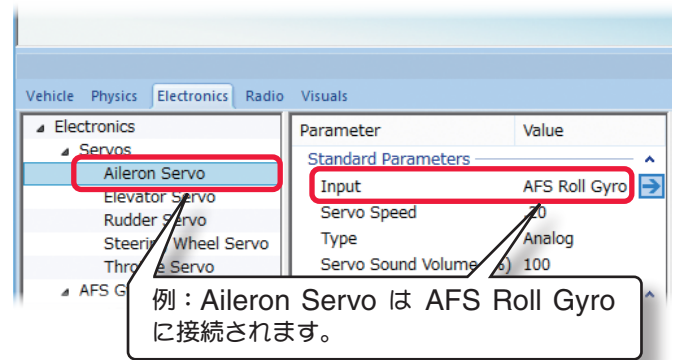 Vehicle Physics Electronics Radio Visuals
Electronics
Servos
Aileron Servo
Elevator Servo
Rudder Servo
Steering Wheel Servo
Throttle Servo
AFS G
Parameter Value
Standard Parameters
Input AFS Roll Gyro
Servo Speed .20
Type Analog
Servo Sound Volume (%) 100
例：Aileron Servo は AFS Roll Gyro
に接続されます。